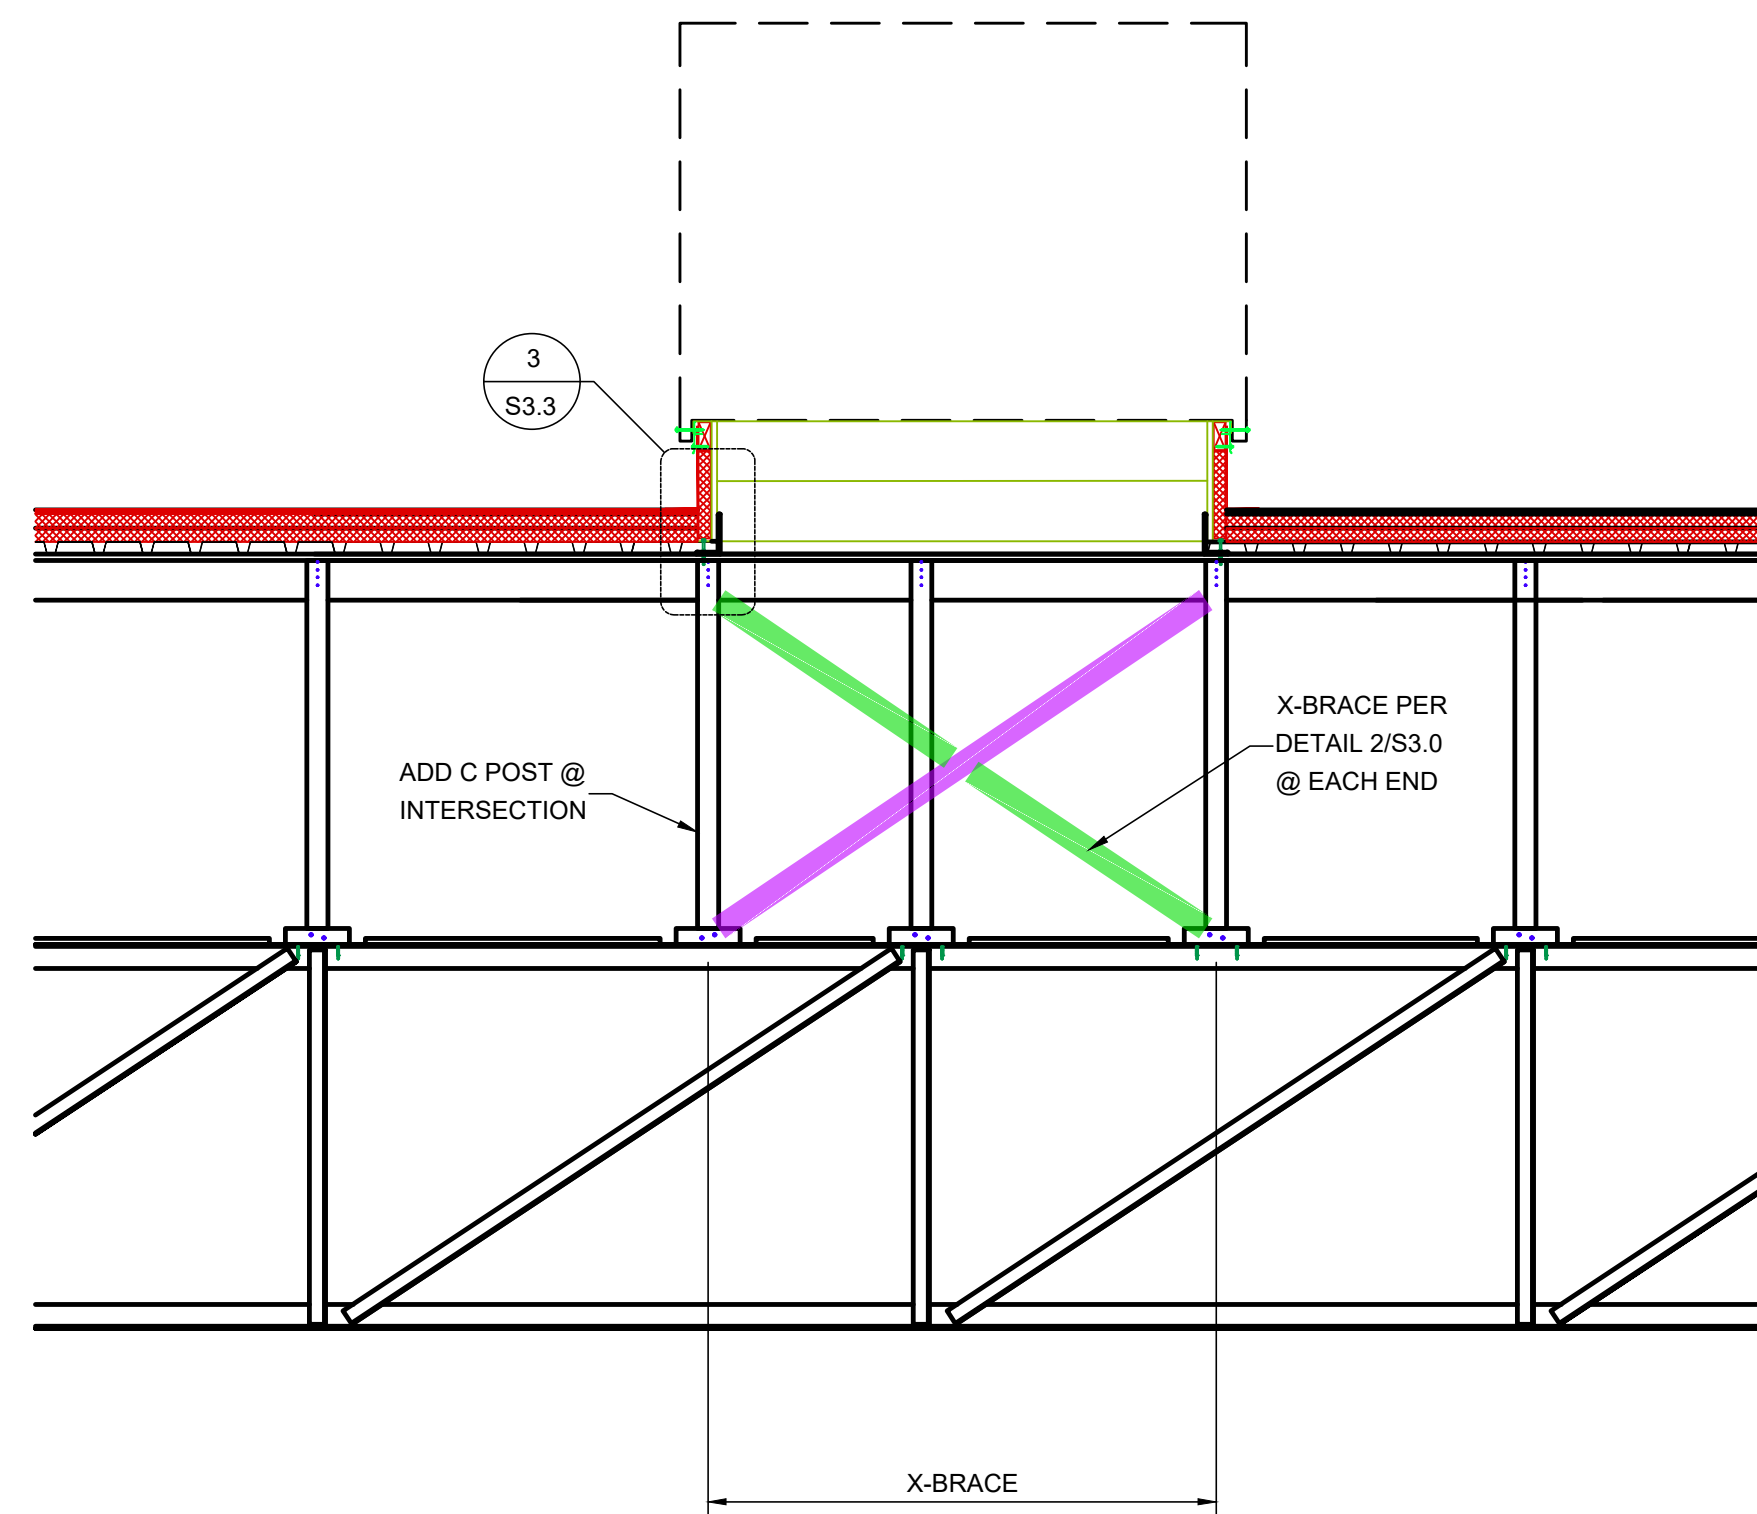 3
S3.3
X-BRACE PER
DETAIL 2/S3.0
@ EACH END
ADD C POST @
INTERSECTION
X-BRACE